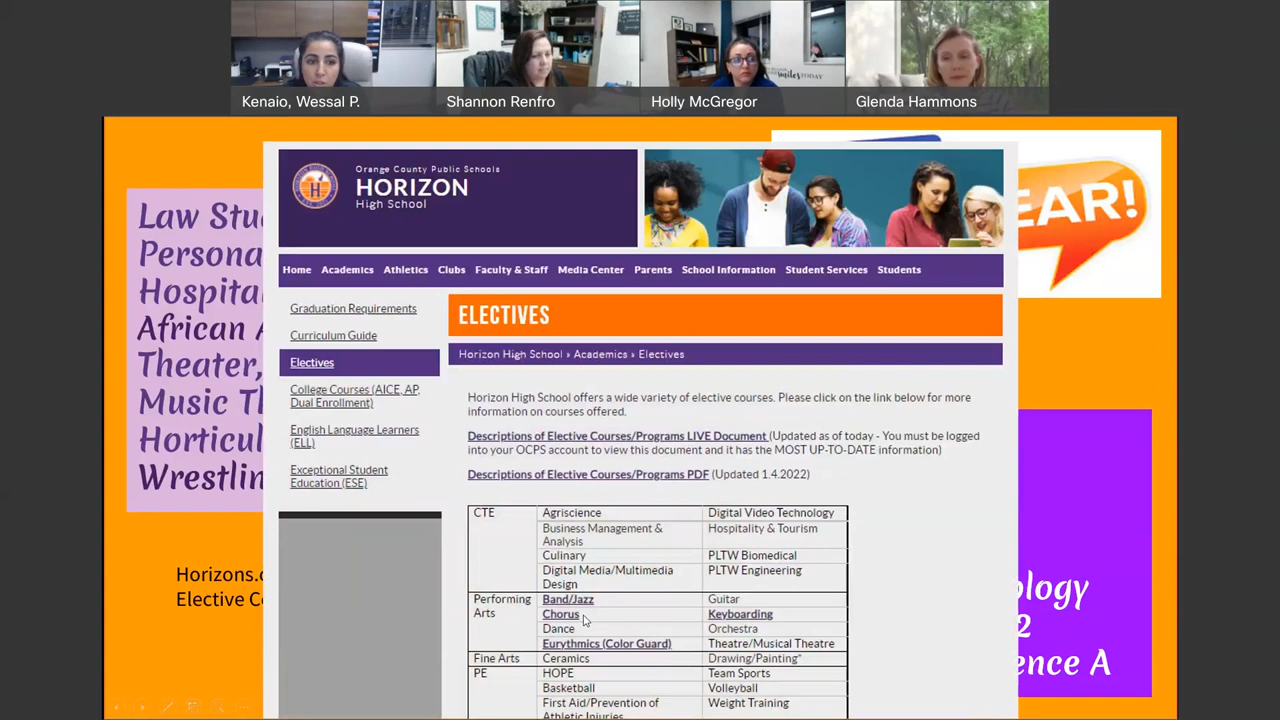 Kenaio, Wessal P.
Shannon Renfro
Holly McGregor
Glenda Hammons
Orange County Public Schools
HORIZON
High School
H
EAR!
Home Academics Athletics Clubs Faculty & Staff Media Center Parents School Information Student Services Students
Law Stu
Persona
Hospita
African A
Theater,
Music T
Horticul
Wrestlin
Horizons.
Elective C
Graduation Requirements
Curriculum Guide
Electives
College Courses (AICE, AP,
Dual Enrollment)
English Language Learners
(ELL)
Exceptional Student
Education (ESE)
ELECTIVES
Horizon High School » Academics » Electives
Horizon High School offers a wide variety of elective courses. Please click on the link below for more
information on courses offered.
Descriptions of Elective Courses/Programs LIVE Document (Updated as of today - You must be logged
into your OCPS account to view this document and it has the MOST UP-TO-DATE information)
Descriptions of Elective Courses/Programs PDF (Updated 1.4.2022)
CTE Agriscience Digital Video Technology
Business Management & Hospitality & Tourism
Analysis
Culinary PLTW Biomedical
Digital Media/Multimedia PLTW Engineering
Design
Performing Band/Jazz Guitar
Arts Chorus Keyboarding
Dance Orchestra
Eurythmics (Color Guard) Theatre/Musical Theatre
Fine Arts Ceramics Drawing/Painting*
PE HOPE Team Sports
Basketball Volleyball
First Aid/Prevention of Weight Training
Athletic Injuries
ology
2
ence A